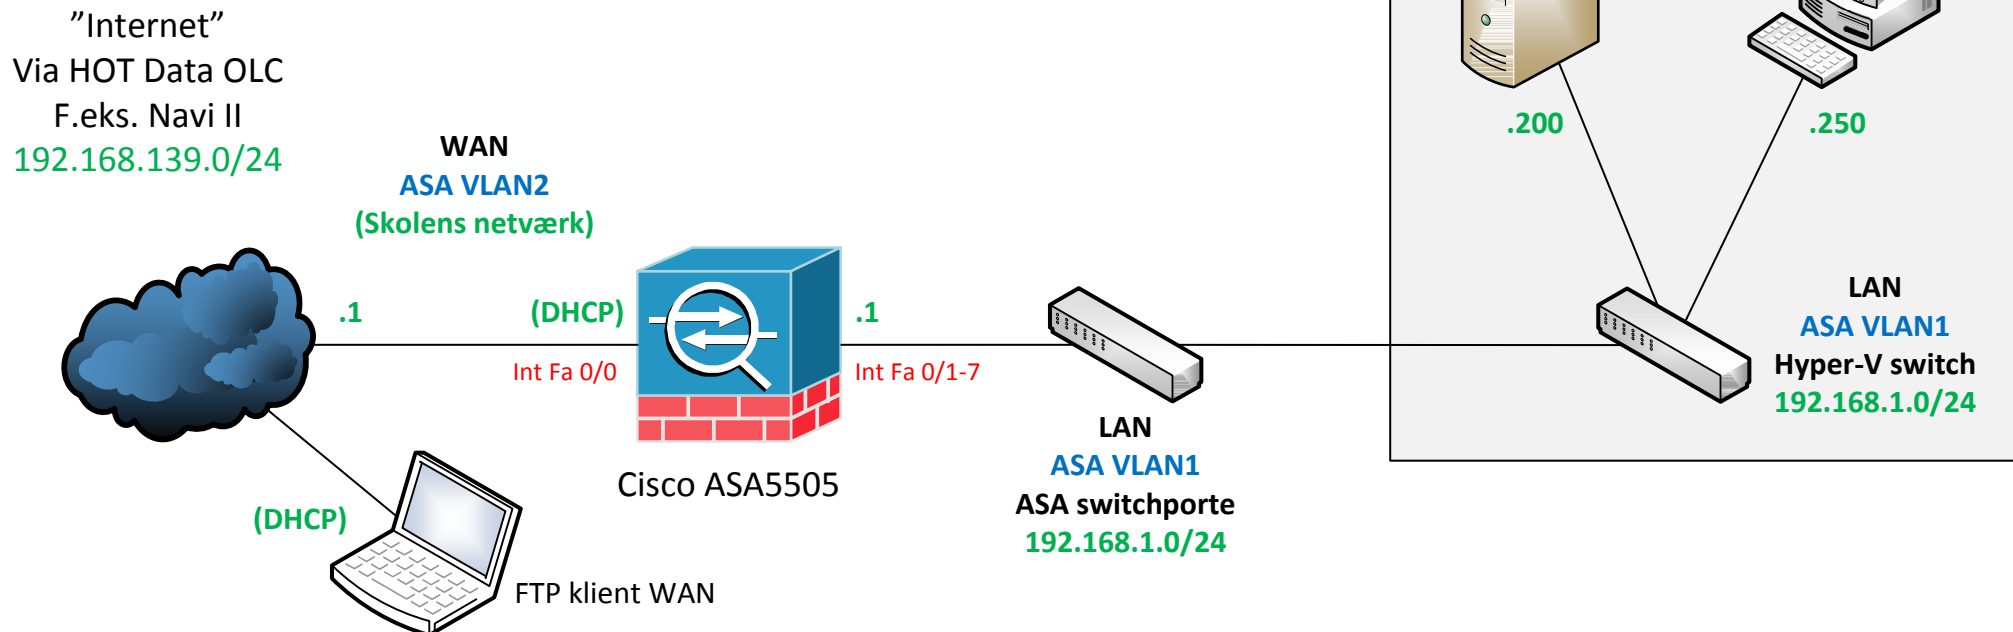 ”Internet”
Via HOT Data OLC
F.eks. Navi II
192.168.139.0/24
WAN
ASA VLAN2
(Skolens netværk)
.1
(DHCP)
Int Fa 0/0
.1
Int Fa 0/1-7
Cisco ASA5505
(DHCP)
FTP klient WAN
LAN
ASA VLAN1
ASA switchporte
192.168.1.0/24
.200
.250
LAN
ASA VLAN1
Hyper-V switch
192.168.1.0/24